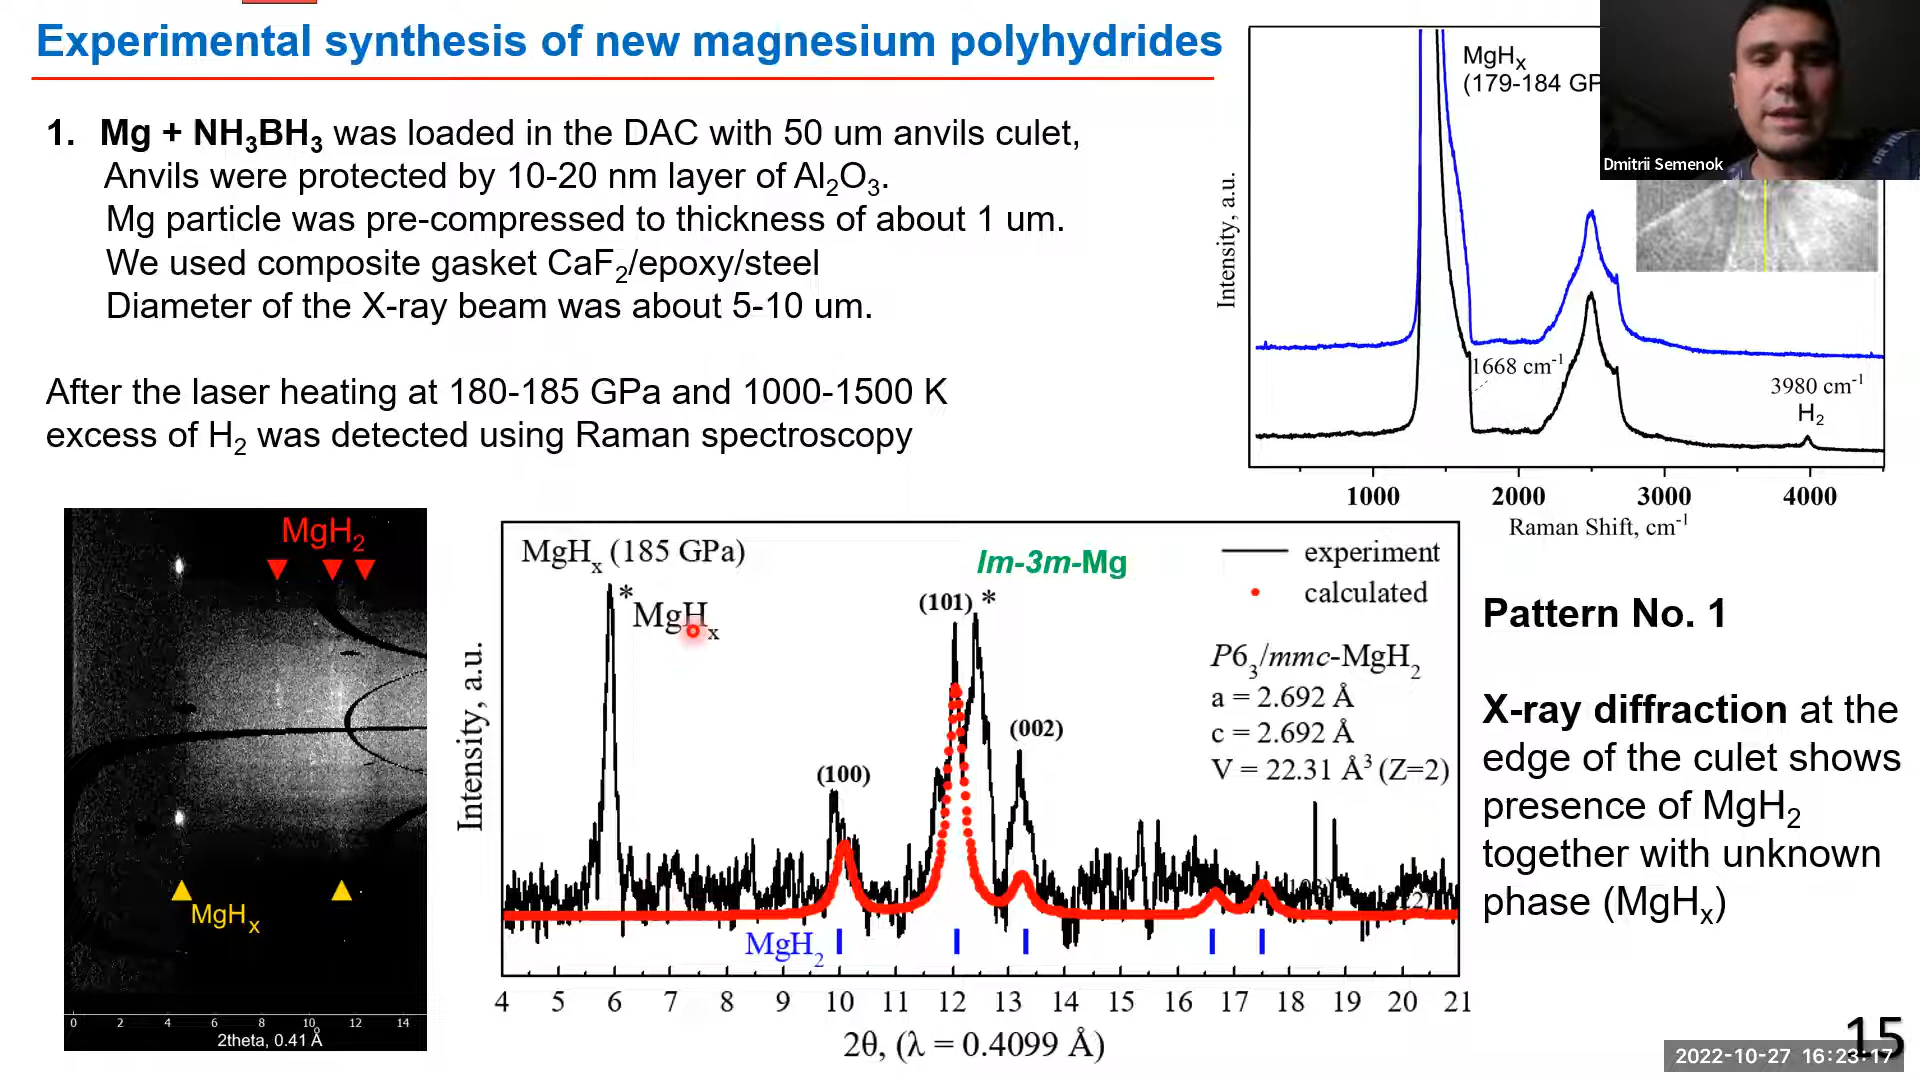 Experimental synthesis of new magnesium polyhydrides
1. Mg + NH3BH3 was loaded in the DAC with 50 um anvils culet,
Anvils were protected by 10-20 nm layer of Al2O3.
Mg particle was pre-compressed to thickness of about 1 um.
We used composite gasket CaF2/epoxy/steel
Diameter of the X-ray beam was about 5-10 um.
After the laser heating at 180-185 GPa and 1000-1500 K
excess of H2 was detected using Raman spectroscopy
MgHx
(179-184 GP
Dmitrii Semenok
Intensity, a.u.
1668 cm-1
3980 cm-1
H2
1000 2000 3000 4000
Raman Shift, cm-1
MgH2
MgHx
0 2 4 6 8 10 12 14
2theta, 0.41 Å
MgHx (185 GPa)
* MgHx
Im-3m-Mg
(101) *
(100)
(002)
experiment
calculated
P63/mmc-MgH2
a = 2.692 Å
c = 2.692 Å
V = 22.31 Å3 (Z=2)
Intensity, a.u.
MgH2
4 5 6 7 8 9 10 11 12 13 14 15 16 17 18 19 20 21
2θ, (λ = 0.4099 Å)
Pattern No. 1
X-ray diffraction at the
edge of the culet shows
presence of MgH2
together with unknown
phase (MgHx)
15
2022-10-27 16:23:17